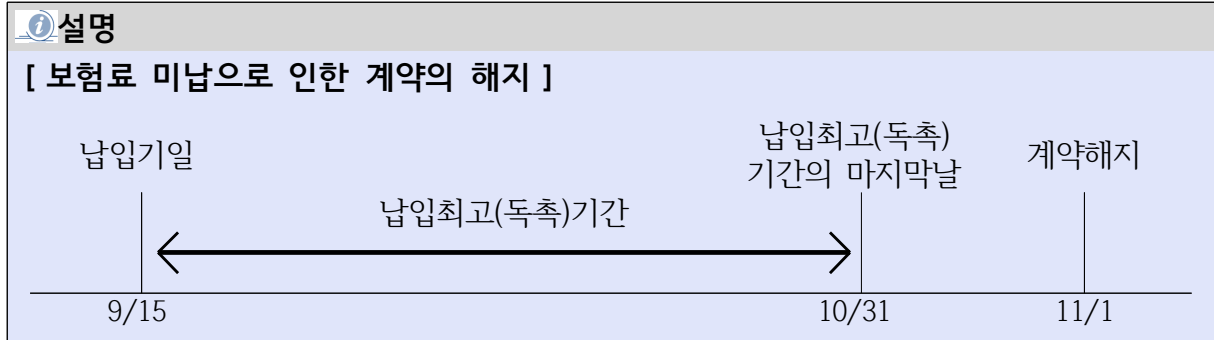 설명
[ 보험료 미납으로 인한 계약의 해지 ]
납입기일
납입최고(독촉)
기간의 마지막날
계약해지
납입최고(독촉)기간
9/15
10/31
11/1